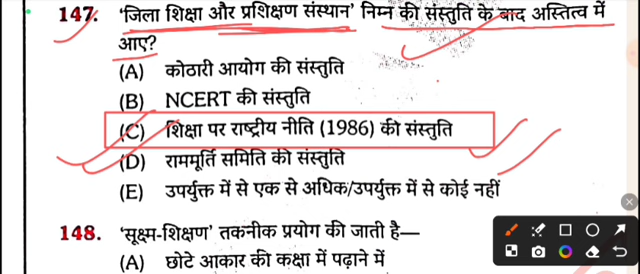 147. ‘जिला शिक्षा और प्रशिक्षण संस्थान’ निम्न की संस्तुति के बाद अस्तित्व में
आए?
(A) कोठारी आयोग की संस्तुति
(B) NCERT की संस्तुति
(C) शिक्षा पर राष्ट्रीय नीति (1986) की संस्तुति
(D) राममूर्ति समिति की संस्तुति
(E) उपर्युक्त में से एक से अधिक/उपर्युक्त में से कोई नहीं
148. ‘सूक्ष्म-शिक्षण’ तकनीक प्रयोग की जाती है—
(A) छोटे आकार की कक्षा में पढ़ाने में